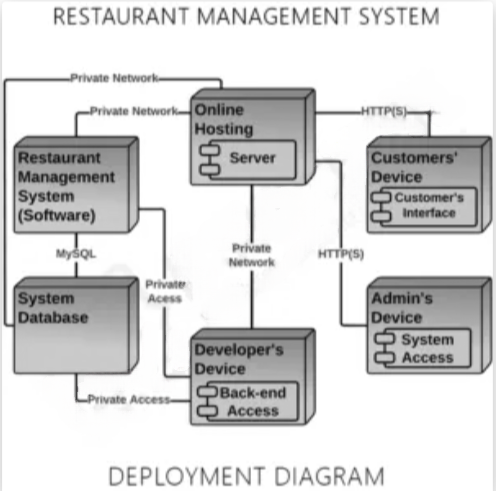 RESTAURANT MANAGEMENT SYSTEM
Private Network
Private Network
Online
Hosting
Server
HTTP(S)
Restaurant
Management
System
(Software)
Customers'
Device
Customer's
Interface
MySQL
Private
Network
HTTP(S)
System
Database
Private
Acess
Admin's
Device
System
Access
Developer's
Device
Back-end
Access
Private Access
DEPLOYMENT DIAGRAM